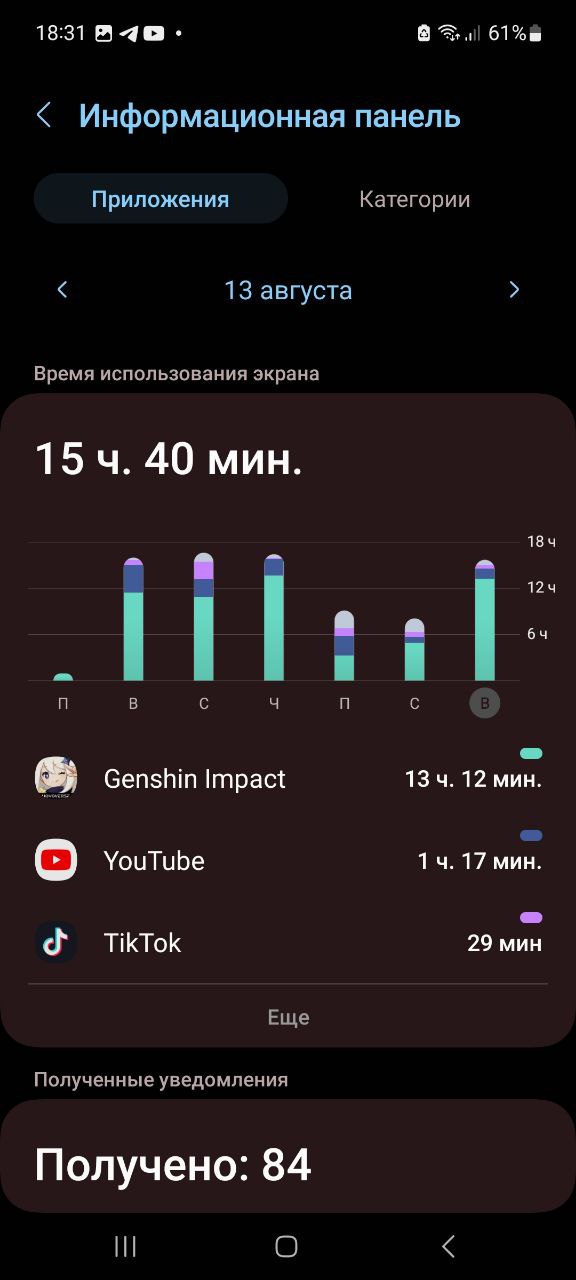 18:31 61%
Информационная панель
Приложения Категории
13 августа
Время использования экрана
15 ч. 40 мин.
18 ч
12 ч
6 ч
П В С Ч П С В
Genshin Impact 13 ч. 12 мин.
YouTube 1 ч. 17 мин.
TikTok 29 мин
Еще
Полученные уведомления
Получено: 84